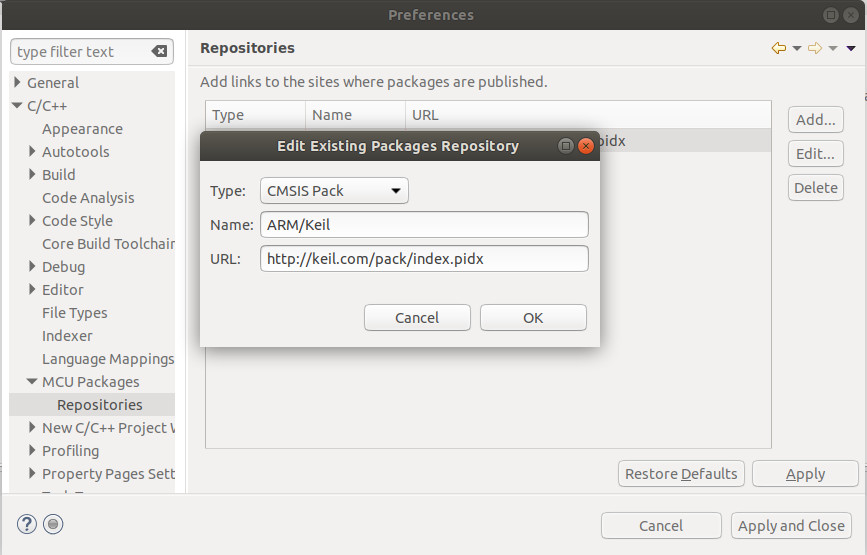 Preferences
type filter text
General
C/C++
Appearance
Autotools
Build
Code Analysis
Code Style
Core Build Toolchair
Debug
Editor
File Types
Indexer
Language Mappings
MCU Packages
Repositories
New C/C++ Project W
Profiling
Property Pages Sett
Repositories
Add links to the sites where packages are published.
Type Name URL
pidx
Add...
Edit...
Delete
Edit Existing Packages Repository
Type: CMSIS Pack
Name: ARM/Keil
URL: http://keil.com/pack/index.pidx
Cancel OK
Restore Defaults Apply
? Cancel Apply and Close